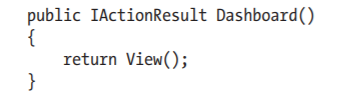 public IActionResult Dashboard()
{
    return View();
}